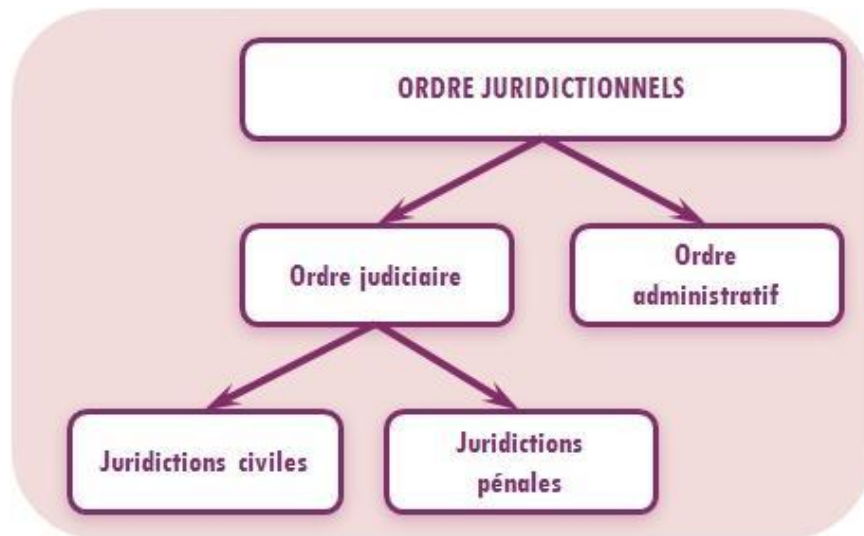 ORDRE JURIDICTIONNELS
Ordre judiciaire
Ordre
administratif
Juridictions civiles
Juridictions
pénales